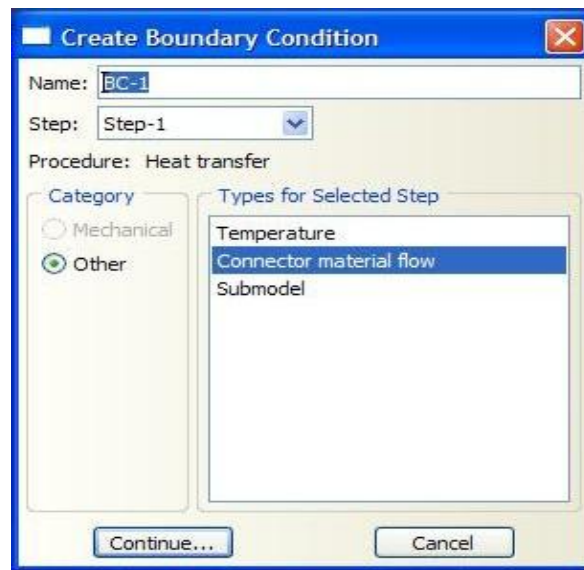 Create Boundary Condition
Name: BC-1
Step: Step-1
Procedure: Heat transfer
Category
Mechanical
Other
Types for Selected Step
Temperature
Connector material flow
Submodel
Continue... Cancel